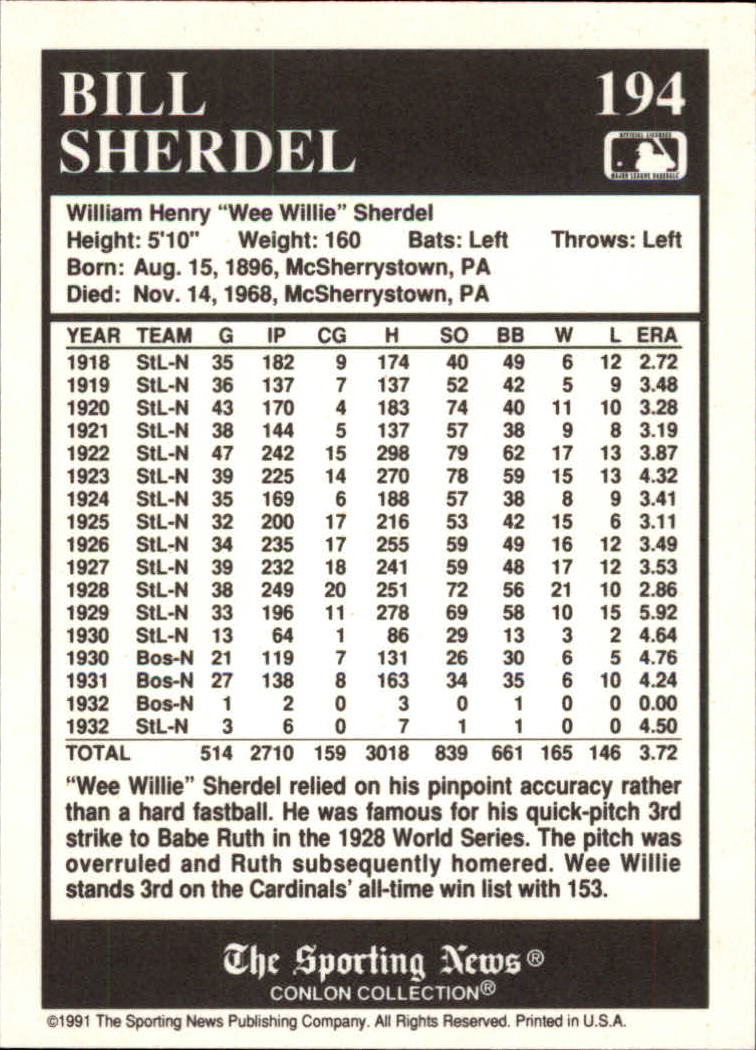 BILL
SHERDEL
194
OFFICIAL LICENSEE
MAJOR LEAGUE BASEBALL
William Henry “Wee Willie” Sherdel
Height: 5'10" Weight: 160 Bats: Left Throws: Left
Born: Aug. 15, 1896, McSherrystown, PA
Died: Nov. 14, 1968, McSherrystown, PA
YEAR TEAM G IP CG H SO BB W L ERA
1918 StL-N 35 182 9 174 40 49 6 12 2.72
1919 StL-N 36 137 7 137 52 42 5 9 3.48
1920 StL-N 43 170 4 183 74 40 11 10 3.28
1921 StL-N 38 144 5 137 57 38 9 8 3.19
1922 StL-N 47 242 15 298 79 62 17 13 3.87
1923 StL-N 39 225 14 270 78 59 15 13 4.32
1924 StL-N 35 169 6 188 57 38 8 9 3.41
1925 StL-N 32 200 17 216 53 42 15 6 3.11
1926 StL-N 34 235 17 255 59 49 16 12 3.49
1927 StL-N 39 232 18 241 59 48 17 12 3.53
1928 StL-N 38 249 20 251 72 56 21 10 2.86
1929 StL-N 33 196 11 278 69 58 10 15 5.92
1930 StL-N 13 64 1 86 29 13 3 2 4.64
1930 Bos-N 21 119 7 131 26 30 6 5 4.76
1931 Bos-N 27 138 8 163 34 35 6 10 4.24
1932 Bos-N 1 2 0 3 0 1 0 0 0.00
1932 StL-N 3 6 0 7 1 1 0 0 4.50
TOTAL 514 2710 159 3018 839 661 165 146 3.72
“Wee Willie” Sherdel relied on his pinpoint accuracy rather
than a hard fastball. He was famous for his quick-pitch 3rd
strike to Babe Ruth in the 1928 World Series. The pitch was
overruled and Ruth subsequently homered. Wee Willie
stands 3rd on the Cardinals’ all-time win list with 153.
The Sporting News®
CONLON COLLECTION®
©1991 The Sporting News Publishing Company. All Rights Reserved. Printed in U.S.A.